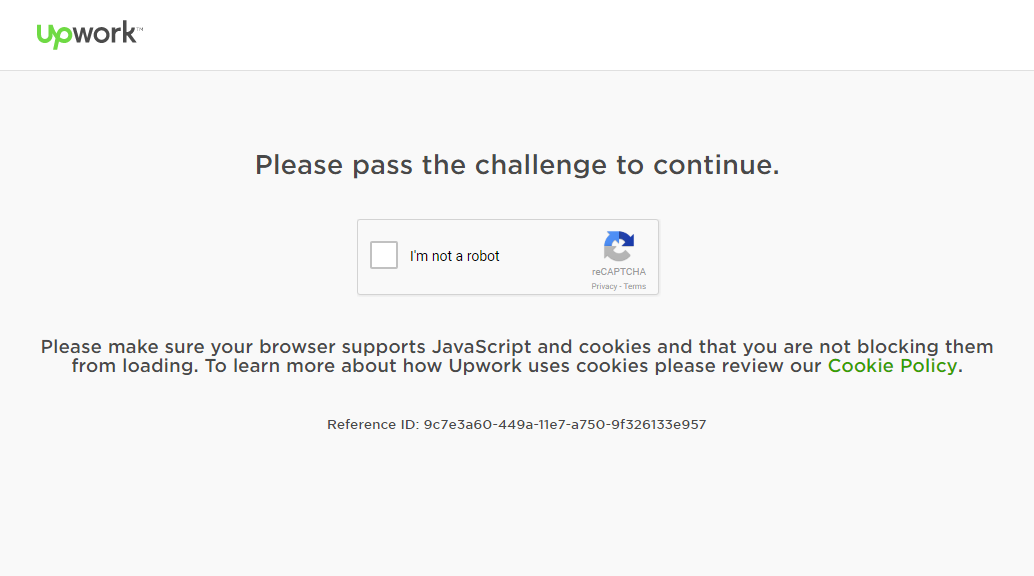 Upwork™
Please pass the challenge to continue.
I'm not a robot
reCAPTCHA
Privacy - Terms
Please make sure your browser supports JavaScript and cookies and that you are not blocking them
from loading. To learn more about how Upwork uses cookies please review our Cookie Policy.
Reference ID: 9c7e3a60-449a-11e7-a750-9f326133e957